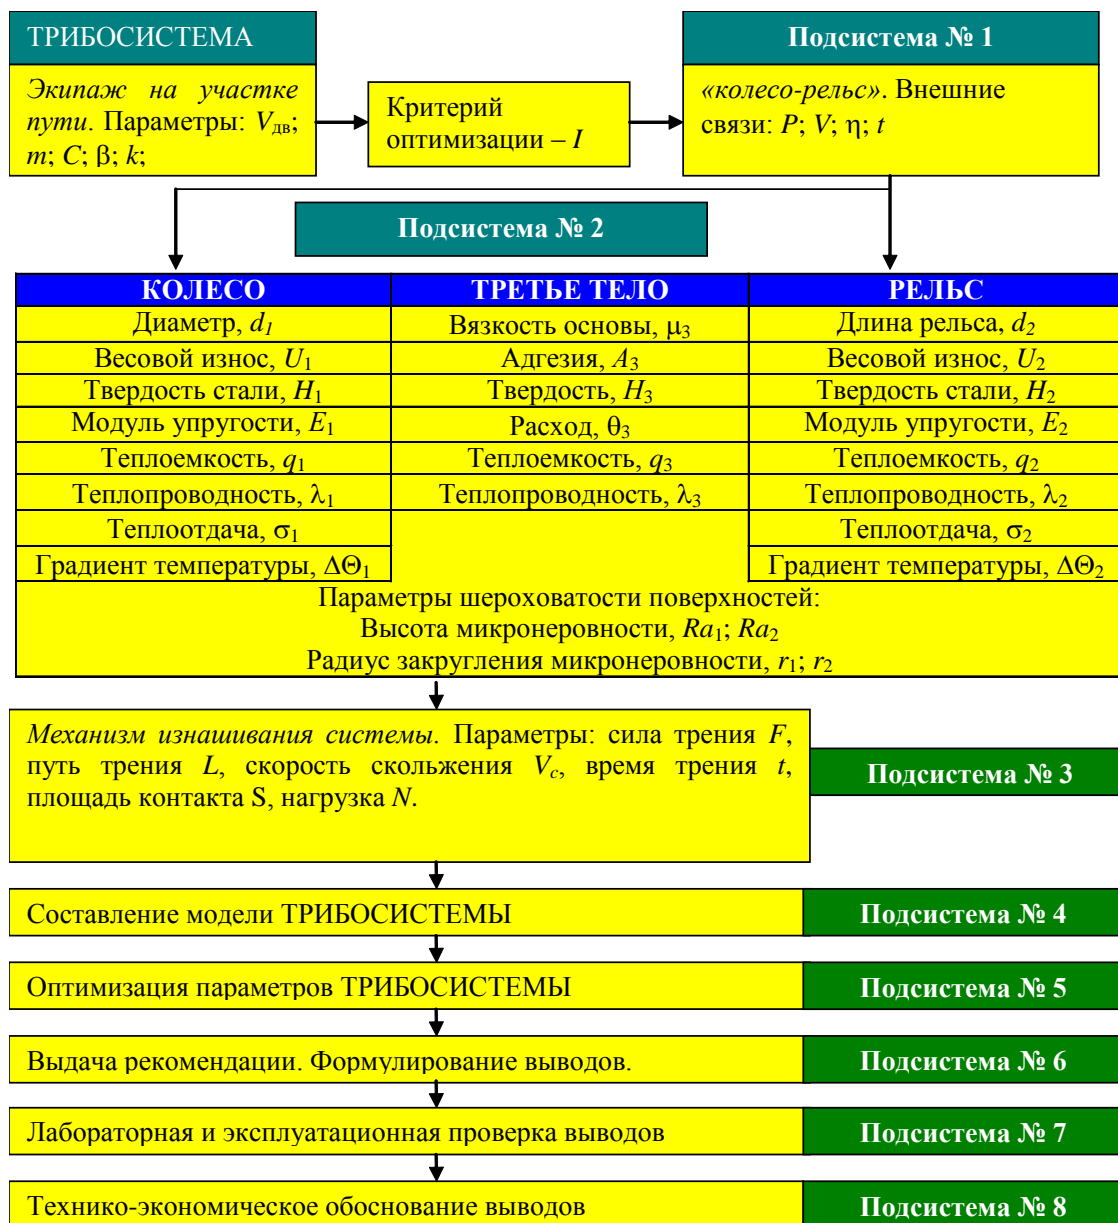 ТРИБОСИСТЕМА
Экипаж на участке
пути. Параметры: Vдв;
m; C; β; k;
Критерий
оптимизации – I
Подсистема № 1
«колесо-рельс». Внешние
связи: P; V; η; t
Подсистема № 2
КОЛЕСО ТРЕТЬЕ ТЕЛО РЕЛЬС
Диаметр, d1 Вязкость основы, μ3 Длина рельса, d2
Весовой износ, U1 Адгезия, A3 Весовой износ, U2
Твердость стали, H1 Твердость, H3 Твердость стали, H2
Модуль упругости, E1 Расход, θ3 Модуль упругости, E2
Теплоемкость, q1 Теплоемкость, q3 Теплоемкость, q2
Теплопроводность, λ1 Теплопроводность, λ3 Теплопроводность, λ2
Теплоотдача, σ1 Теплоотдача, σ2
Градиент температуры, ΔΘ1 Градиент температуры, ΔΘ2
Параметры шероховатости поверхностей:
Высота микронеровности, Ra1; Ra2
Радиус закругления микронеровности, r1; r2
Механизм изнашивания системы. Параметры: сила трения F,
путь трения L, скорость скольжения Vc, время трения t,
площадь контакта S, нагрузка N.
Подсистема № 3
Составление модели ТРИБОСИСТЕМЫ Подсистема № 4
Оптимизация параметров ТРИБОСИСТЕМЫ Подсистема № 5
Выдача рекомендации. Формулирование выводов. Подсистема № 6
Лабораторная и эксплуатационная проверка выводов Подсистема № 7
Технико-экономическое обоснование выводов Подсистема № 8